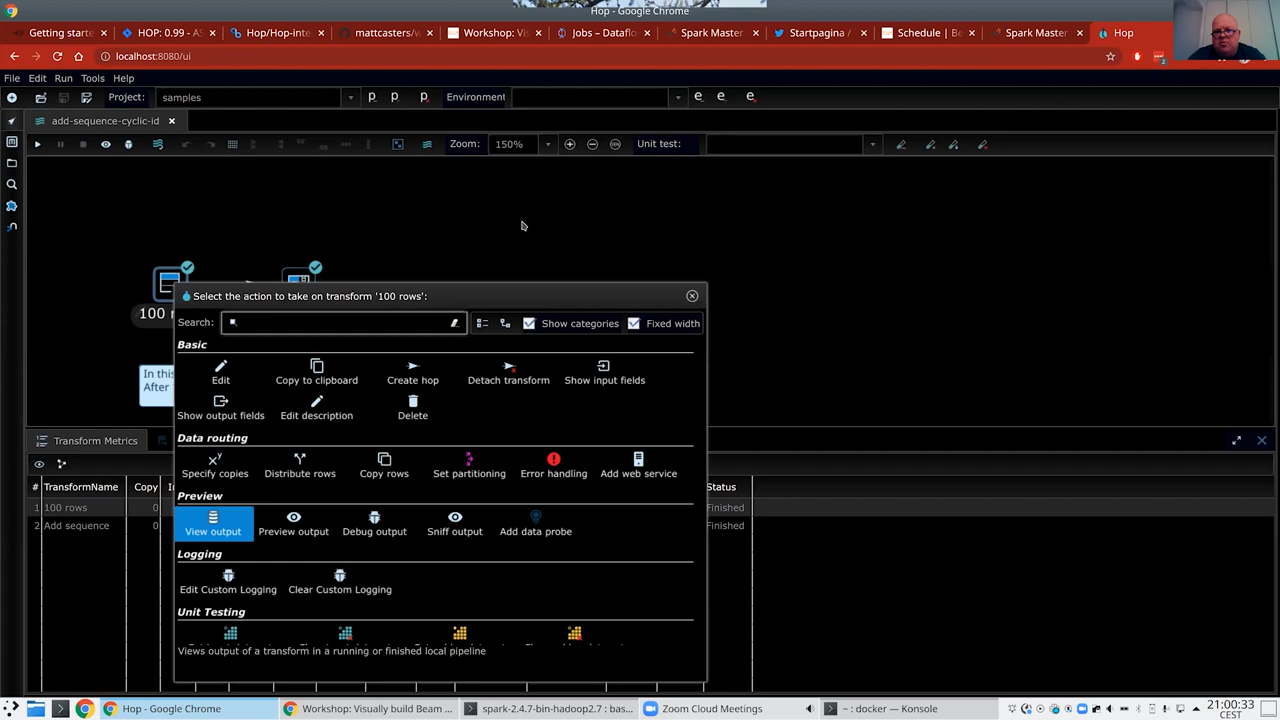 Hop - Google Chrome
Getting starte
HOP: 0.99 - AS
Hop/Hop-inte
mattcasters/w
Workshop: Vis
Jobs – Dataflo
Spark Master
Startpagina /
Schedule | Be
Spark Master
Hop
localhost:8080/ui
File Edit Run Tools Help
Project: samples
Environment
add-sequence-cyclic-id
Zoom: 150%
Unit test:
100 r
Select the action to take on transform '100 rows':
Search:
Show categories
Fixed width
Basic
Edit Copy to clipboard Create hop Detach transform Show input fields
In this
After
Show output fields Edit description Delete
Data routing
Transform Metrics
Specify copies Distribute rows Copy rows Set partitioning Error handling Add web service
# TransformName Copy
Status
Preview
1 100 rows 0
Finished
2 Add sequence 0
Finished
View output Preview output Debug output Sniff output Add data probe
Logging
Edit Custom Logging Clear Custom Logging
Unit Testing
Views output of a transform in a running or finished local pipeline
Hop - Google Chrome
Workshop: Visually build Beam ...
spark-2.4.7-bin-hadoop2.7 : bas...
Zoom Cloud Meetings
~ : docker — Konsole
21:00:33
CEST